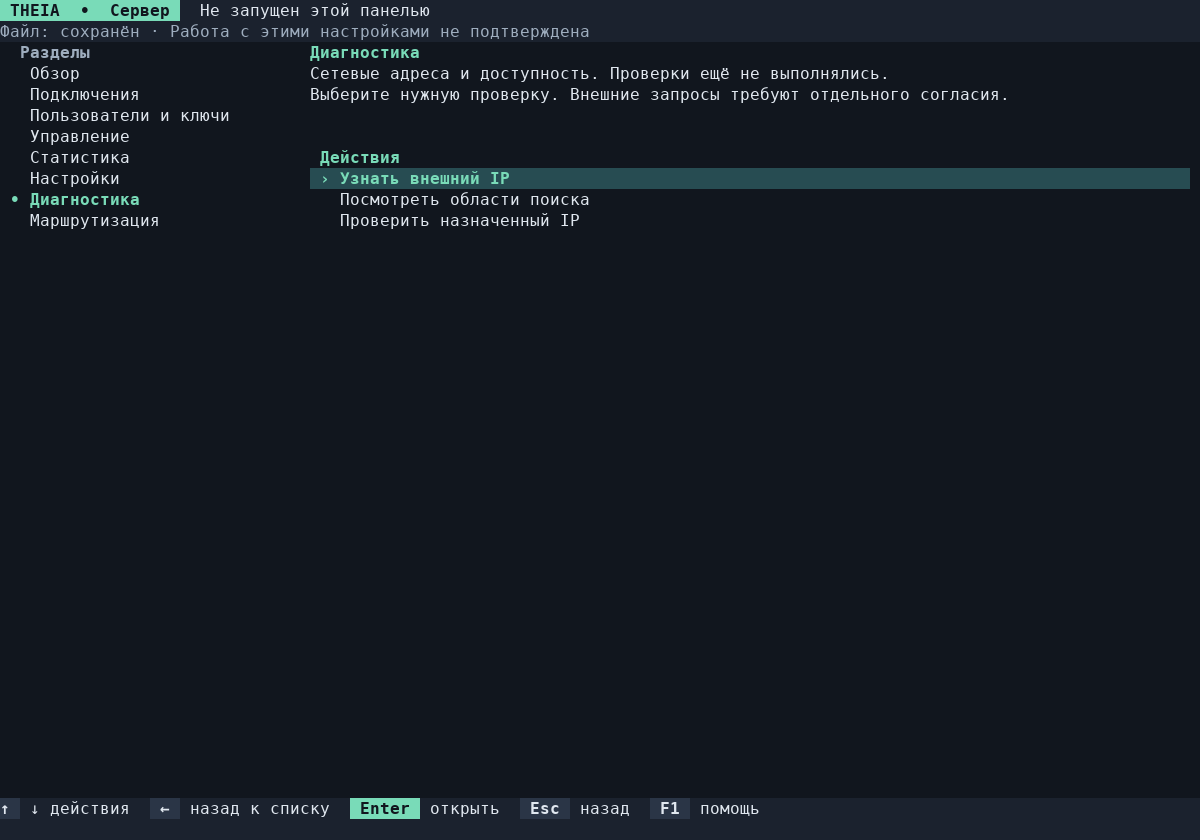 THEIA • Сервер Не запущен этой панелью
Файл: сохранён · Работа с этими настройками не подтверждена
Разделы
Обзор
Подключения
Пользователи и ключи
Управление
Статистика
Настройки
• Диагностика
Маршрутизация
Диагностика
Сетевые адреса и доступность. Проверки ещё не выполнялись.
Выберите нужную проверку. Внешние запросы требуют отдельного согласия.
Действия
› Узнать внешний IP
Посмотреть области поиска
Проверить назначенный IP
↑ ↓ действия ← назад к списку Enter открыть Esc назад F1 помощь